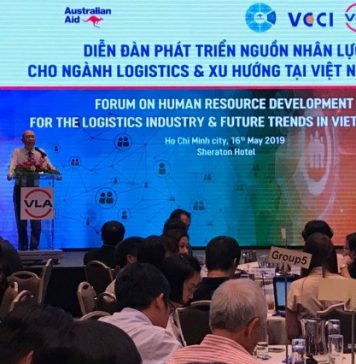 Australian
Aid
VCCI
VLA
DIỄN ĐÀN PHÁT TRIỂN NGUỒN NHÂN LỰ
CHO NGÀNH LOGISTICS & XU HƯỚNG TẠI VIỆT N
FORUM ON HUMAN RESOURCE DEVELOPMENT
FOR THE LOGISTICS INDUSTRY & FUTURE TRENDS IN VIET
Ho Chi Minh city, 16th May 2019
Sheraton Hotel
VLA
Group5